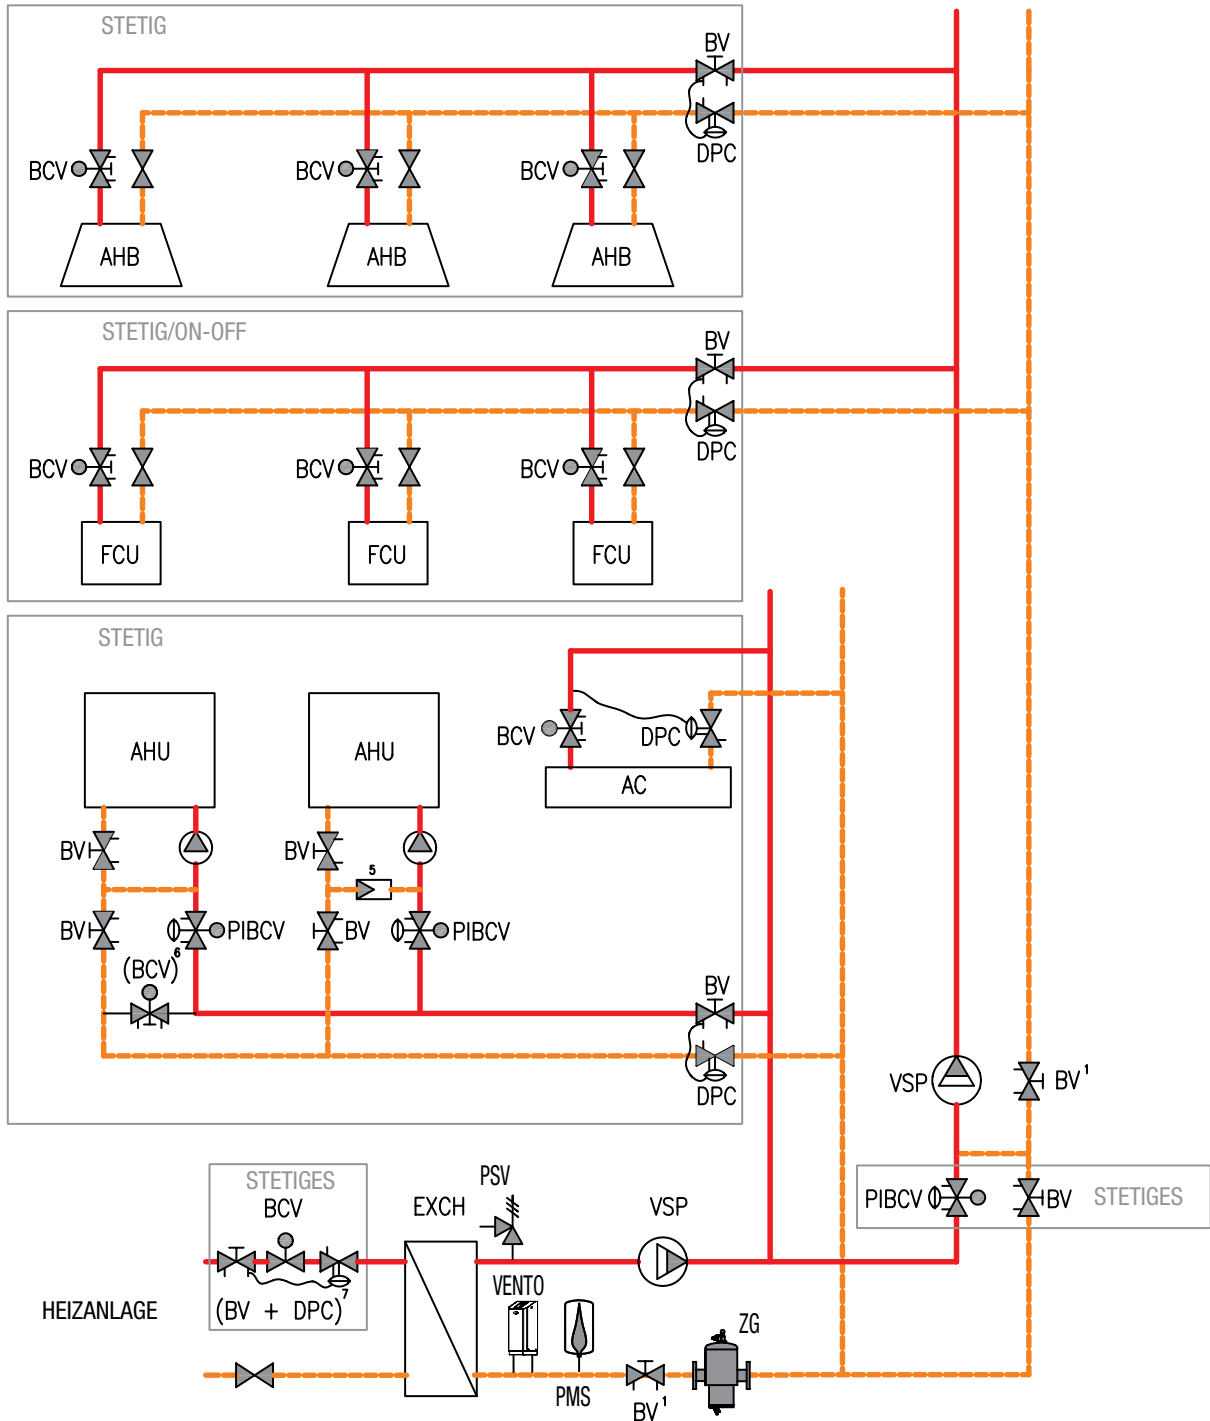 STETIG
BV
DPC
BCV BCV BCV
AHB AHB AHB
STETIG/ON-OFF
BV
DPC
BCV BCV BCV
FCU FCU FCU
STETIG
AHU AHU
BCV DPC
AC
BV BV
5
BV PIBCV BV PIBCV
(BCV)6
BV
DPC
VSP BV1
PIBCV BV STETIGES
STETIGES
BCV
PSV
EXCH VSP
VENTO
HEIZANLAGE (BV + DPC)7
ZG
PMS
BV1